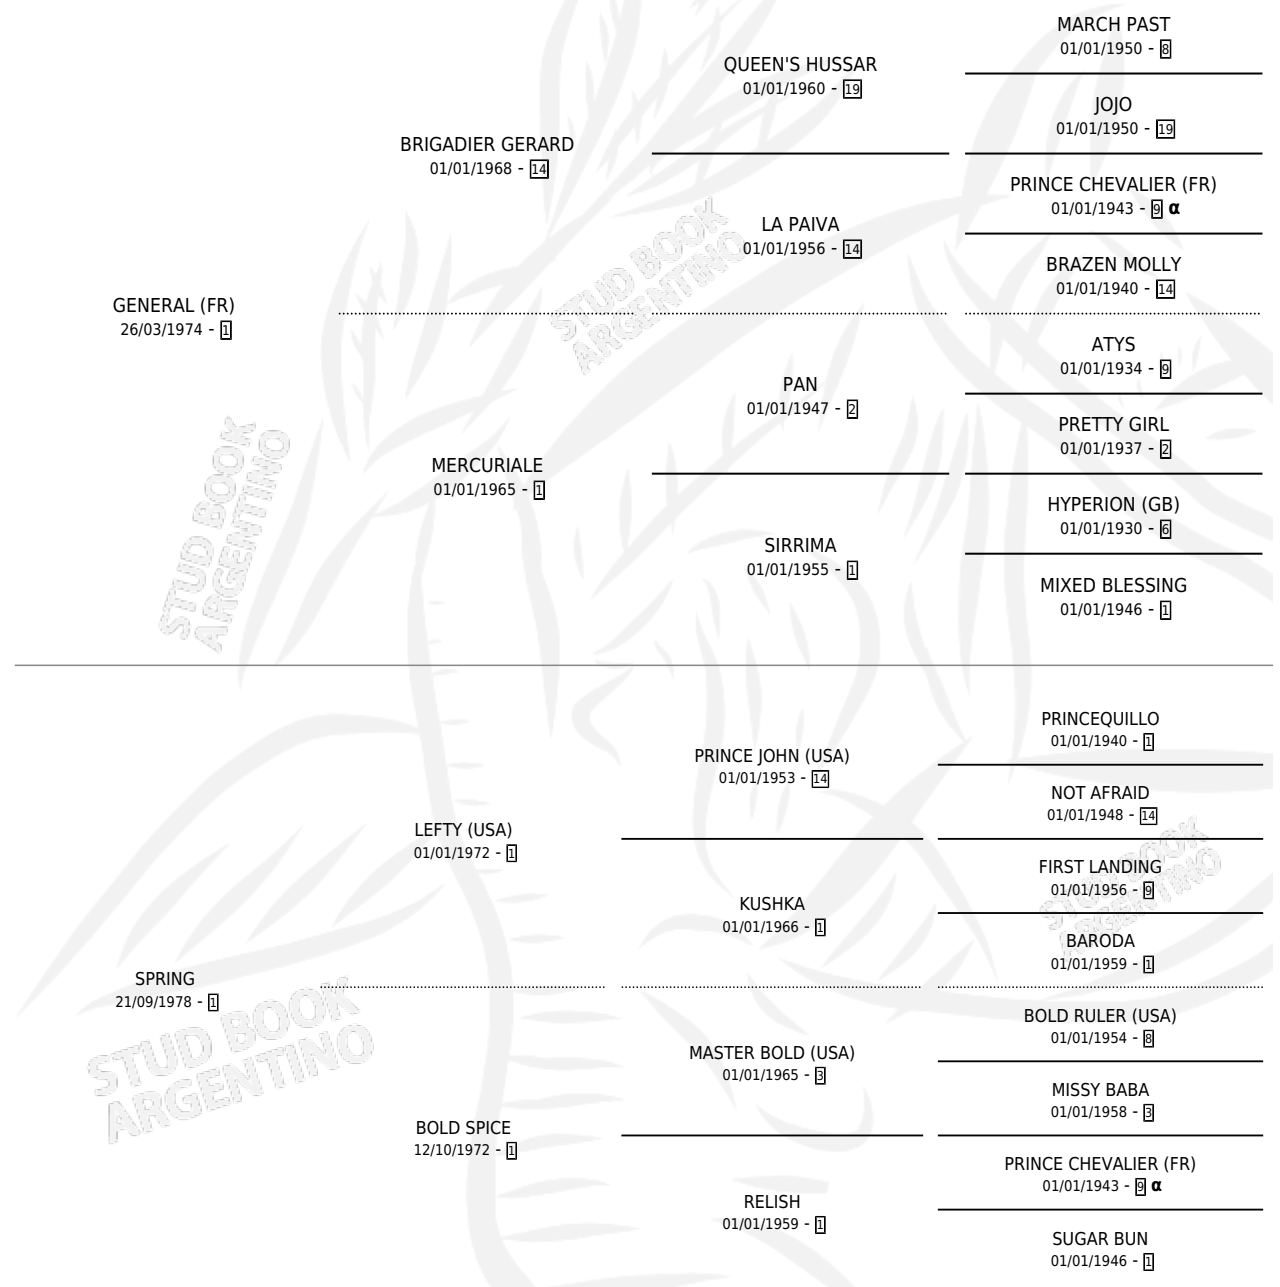 MARCH PAST
01/01/1950 - 8
QUEEN'S HUSSAR
01/01/1960 - 19
JOJO
01/01/1950 - 19
BRIGADIER GERARD
01/01/1968 - 14
PRINCE CHEVALIER (FR)
01/01/1943 - 9 α
LA PAIVA
01/01/1956 - 14
BRAZEN MOLLY
01/01/1940 - 14
GENERAL (FR)
26/03/1974 - 1
ATYS
01/01/1934 - 9
PAN
01/01/1947 - 2
PRETTY GIRL
01/01/1937 - 2
MERCURIALE
01/01/1965 - 1
HYPERION (GB)
01/01/1930 - 6
SIRRIMA
01/01/1955 - 1
MIXED BLESSING
01/01/1946 - 1
STUD BOOK
ARGENTINO
STUD BOOK
ARGENTINO
PRINCEQUILLO
01/01/1940 - 1
PRINCE JOHN (USA)
01/01/1953 - 14
NOT AFRAID
01/01/1948 - 14
LEFTY (USA)
01/01/1972 - 1
FIRST LANDING
01/01/1956 - 9
KUSHKA
01/01/1966 - 1
BARODA
01/01/1959 - 1
SPRING
21/09/1978 - 1
BOLD RULER (USA)
01/01/1954 - 8
MASTER BOLD (USA)
01/01/1965 - 3
MISSY BABA
01/01/1958 - 3
BOLD SPICE
12/10/1972 - 1
PRINCE CHEVALIER (FR)
01/01/1943 - 9 α
RELISH
01/01/1959 - 1
SUGAR BUN
01/01/1946 - 1
STUD BOOK
ARGENTINO
STUD BOOK
ARGENTINO